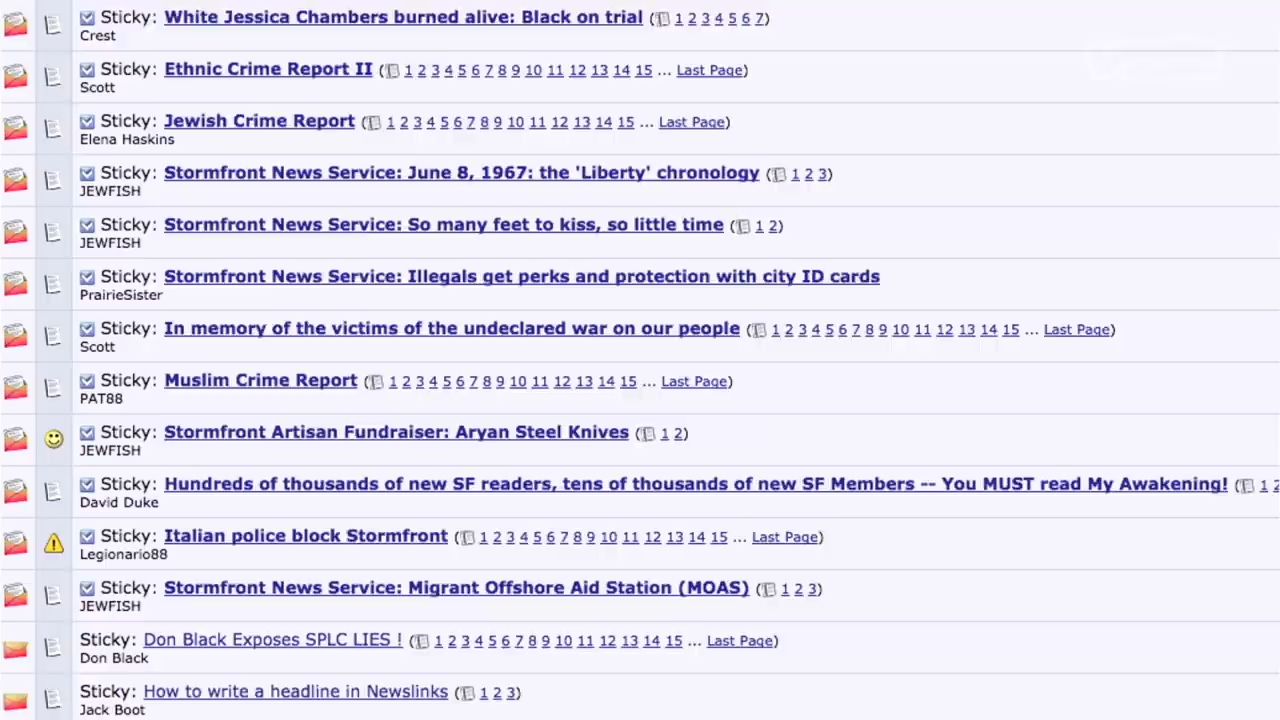 Sticky: White Jessica Chambers burned alive: Black on trial ( 1 2 3 4 5 6 7)
Crest
Sticky: Ethnic Crime Report II ( 1 2 3 4 5 6 7 8 9 10 11 12 13 14 15 ... Last Page)
Scott
Sticky: Jewish Crime Report ( 1 2 3 4 5 6 7 8 9 10 11 12 13 14 15 ... Last Page)
Elena Haskins
Sticky: Stormfront News Service: June 8, 1967: the 'Liberty' chronology ( 1 2 3)
JEWFISH
Sticky: Stormfront News Service: So many feet to kiss, so little time ( 1 2)
JEWFISH
Sticky: Stormfront News Service: Illegals get perks and protection with city ID cards
PrairieSister
Sticky: In memory of the victims of the undeclared war on our people ( 1 2 3 4 5 6 7 8 9 10 11 12 13 14 15 ... Last Page)
Scott
Sticky: Muslim Crime Report ( 1 2 3 4 5 6 7 8 9 10 11 12 13 14 15 ... Last Page)
PAT88
Sticky: Stormfront Artisan Fundraiser: Aryan Steel Knives ( 1 2)
JEWFISH
Sticky: Hundreds of thousands of new SF readers, tens of thousands of new SF Members -- You MUST read My Awakening! ( 1 2
David Duke
Sticky: Italian police block Stormfront ( 1 2 3 4 5 6 7 8 9 10 11 12 13 14 15 ... Last Page)
Legionario88
Sticky: Stormfront News Service: Migrant Offshore Aid Station (MOAS) ( 1 2 3)
JEWFISH
Sticky: Don Black Exposes SPLC LIES ! ( 1 2 3 4 5 6 7 8 9 10 11 12 13 14 15 ... Last Page)
Don Black
Sticky: How to write a headline in Newslinks ( 1 2 3)
Jack Boot